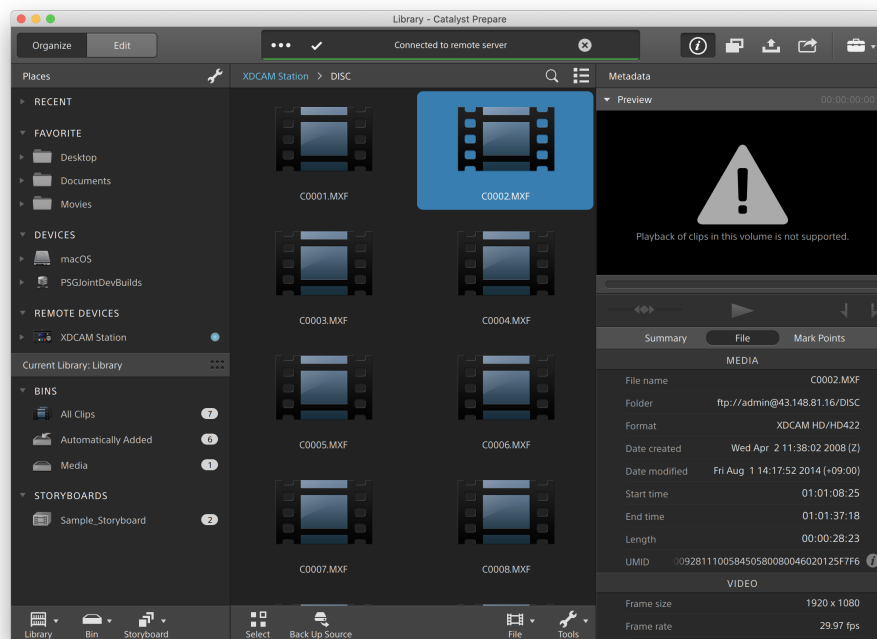 Library - Catalyst Prepare
Organize
Edit
Connected to remote server
Places
XDCAM Station > DISC
Metadata
RECENT
FAVORITE
Desktop
Documents
Movies
DEVICES
macOS
PSGJointDevBuilds
REMOTE DEVICES
XDCAM Station
Current Library: Library
BINS
All Clips 7
Automatically Added 6
Media 1
STORYBOARDS
Sample_Storyboard 2
Library
Bin
Storyboard
C0001.MXF
C0002.MXF
C0003.MXF
C0004.MXF
C0005.MXF
C0006.MXF
C0007.MXF
C0008.MXF
Select
Back Up Source
File
Tools
Preview 00:00:00:00
Playback of clips in this volume is not supported.
Summary
File
Mark Points
MEDIA
File name C0002.MXF
Folder ftp://admin@43.148.81.16/DISC
Format XDCAM HD/HD422
Date created Wed Apr 2 11:38:02 2008 (Z)
Date modified Fri Aug 1 14:17:52 2014 (+09:00)
Start time 01:01:08:25
End time 01:01:37:18
Length 00:00:28:23
UMID 0092811100584505800800460201​25F7F6
VIDEO
Frame size 1920 x 1080
Frame rate 29.97 fps